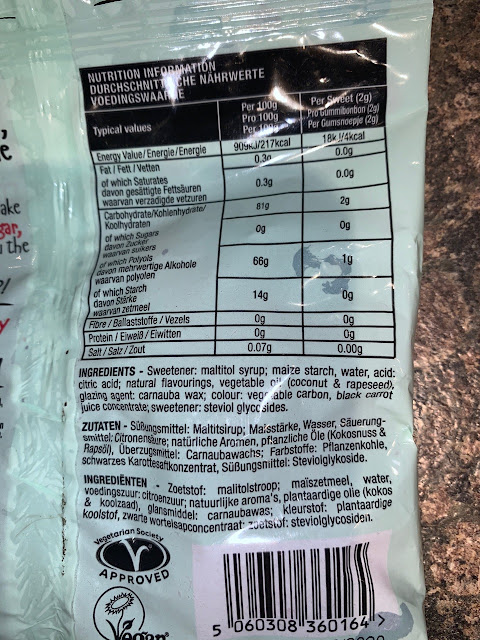 NUTRITION INFORMATION
DURCHSCHNITTLICHE NÄHRWERTE
VOEDINGSWAARDE
Typical values
Per 100g
Pro 100g
Per 100g
Per Sweet (2g)
Pro Gummibonbon (2g)
Per Gumsnoepje (2g)
Energy Value/Energie/Energie 909kJ/217kcal 18kJ/4kcal
Fat / Fett / Vetten 0.3g 0.0g
of which Saturates
davon gesättigte Fettsäuren
waarvan verzadigde vetzuren
0.3g 0.0g
Carbohydrate/Kohlenhydrate/
Koolhydraten
81g 2g
of which Sugars
davon Zucker
waarvan suikers
0g 0g
of which Polyols
davon mehrwertige Alkohole
waarvan polyolen
66g 1g
of which Starch
davon Stärke
waarvan zetmeel
14g 0g
Fibre / Ballaststoffe / Vezels 0g 0g
Protein / Eiweiß / Eiwitten 0g 0g
Salt / Salz / Zout 0.07g 0.00g
INGREDIENTS - Sweetener: maltitol syrup; maize starch, water, acid:
citric acid; natural flavourings, vegetable oil (coconut & rapeseed),
glazing agent: carnauba wax; colour: vegetable carbon, black carrot
juice concentrate; sweetener: steviol glycosides.
ZUTATEN - Süßungsmittel: Maltitsirup; Maisstärke, Wasser, Säuerung-
smittel: Citronensäure; natürliche Aromen, pflanzliche Öle (Kokosnuss &
Rapsöl), Überzugsmittel: Carnaubawachs; Farbstoffe: Pflanzenkohle,
schwarzes Karottesaftkonzentrat, Süßungsmittel: Steviolglykoside.
INGREDIËNTEN - Zoetstof: malitolstroop; maïszetmeel, water,
voedingszuur: citroenzuur; natuurlijke aroma's, plantaardige olie (kokos
& koolzaad), glansmiddel: carnaubawas; kleurstof: plantaardige
koolstof, zwarte wortelsapconcentraat: zoetstof: steviolglycosiden.
Vegetarian Society
APPROVED
Vegan
5 060308 360164 >